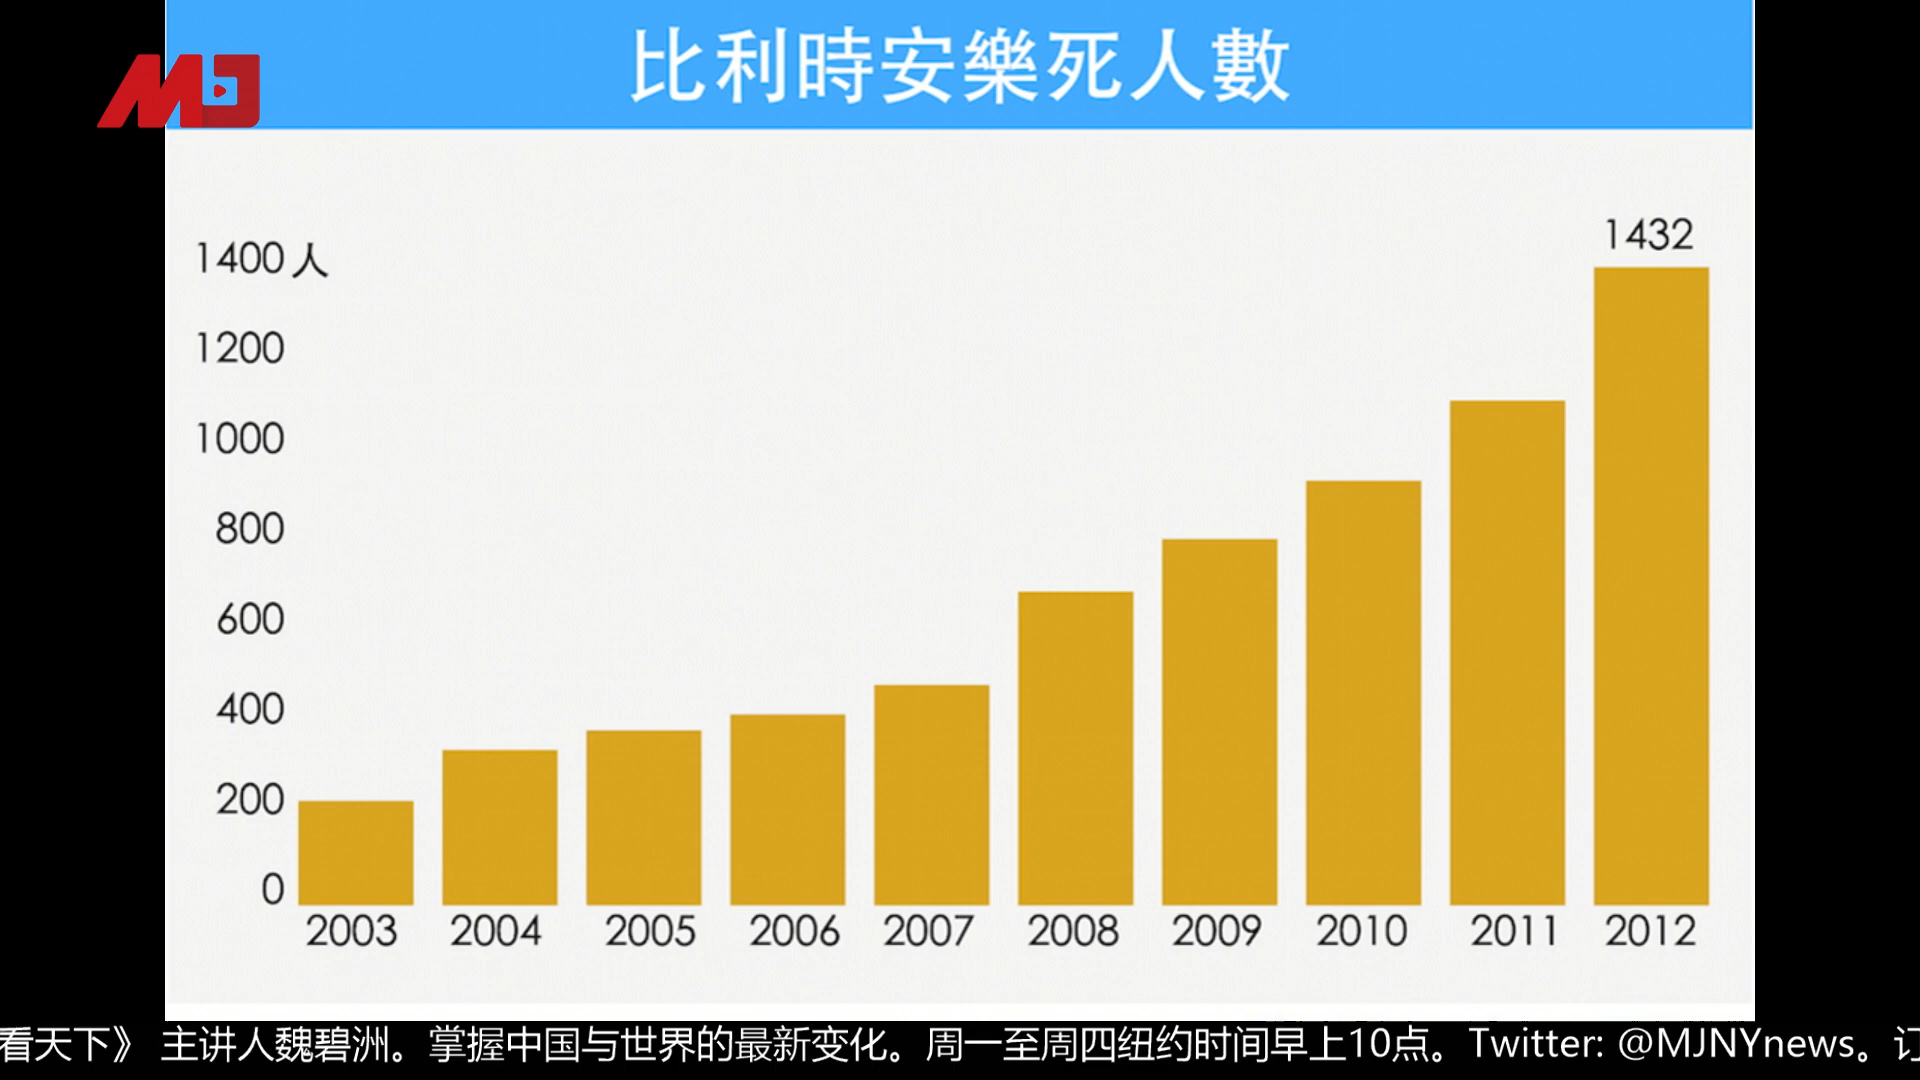 比利時安樂死人數
MJ
1432
1400人
1200
1000
800
600
400
200
0
2003 2004 2005 2006 2007 2008 2009 2010 2011 2012
看天下》 主讲人魏碧洲。掌握中国与世界的最新变化。周一至周四纽约时间早上10点。Twitter: @MJNYnews。订